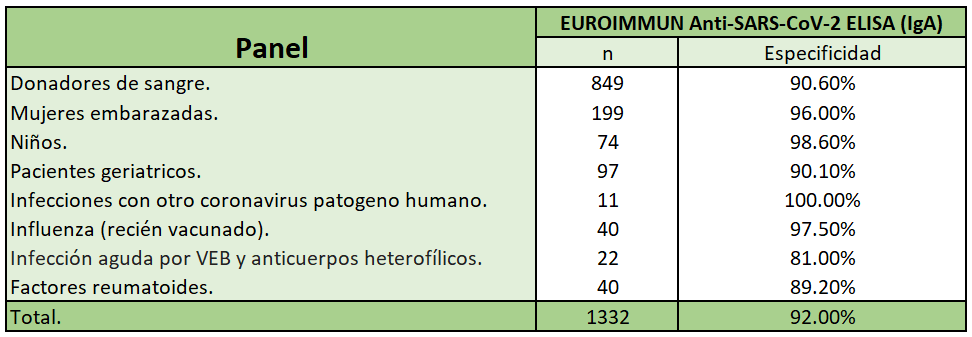 Panel EUROIMMUN Anti-SARS-CoV-2 ELISA (IgA)
n Especificidad
Donadores de sangre. 849 90.60%
Mujeres embarazadas. 199 96.00%
Niños. 74 98.60%
Pacientes geriatricos. 97 90.10%
Infecciones con otro coronavirus patogeno humano. 11 100.00%
Influenza (recién vacunado). 40 97.50%
Infección aguda por VEB y anticuerpos heterofílicos. 22 81.00%
Factores reumatoides. 40 89.20%
Total. 1332 92.00%